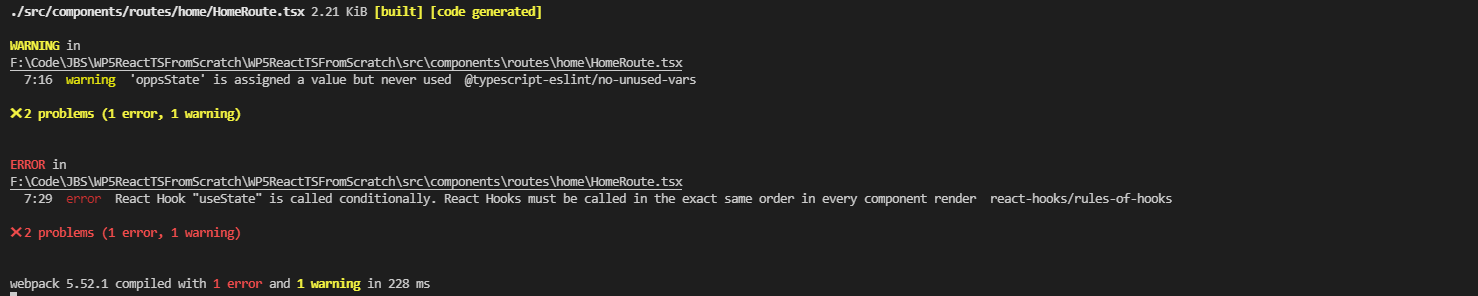 ./src/components/routes/home/HomeRoute.tsx 2.21 KiB [built] [code generated]
WARNING in
F:\Code\JBS\WP5ReactTSFromScratch\WP5ReactTSFromScratch\src\components\routes\home\HomeRoute.tsx
7:16 warning 'oppsState' is assigned a value but never used @typescript-eslint/no-unused-vars
❌2 problems (1 error, 1 warning)
ERROR in
F:\Code\JBS\WP5ReactTSFromScratch\WP5ReactTSFromScratch\src\components\routes\home\HomeRoute.tsx
7:29 error React Hook "useState" is called conditionally. React Hooks must be called in the exact same order in every component render react-hooks/rules-of-hooks
❌2 problems (1 error, 1 warning)
webpack 5.52.1 compiled with 1 error and 1 warning in 228 ms